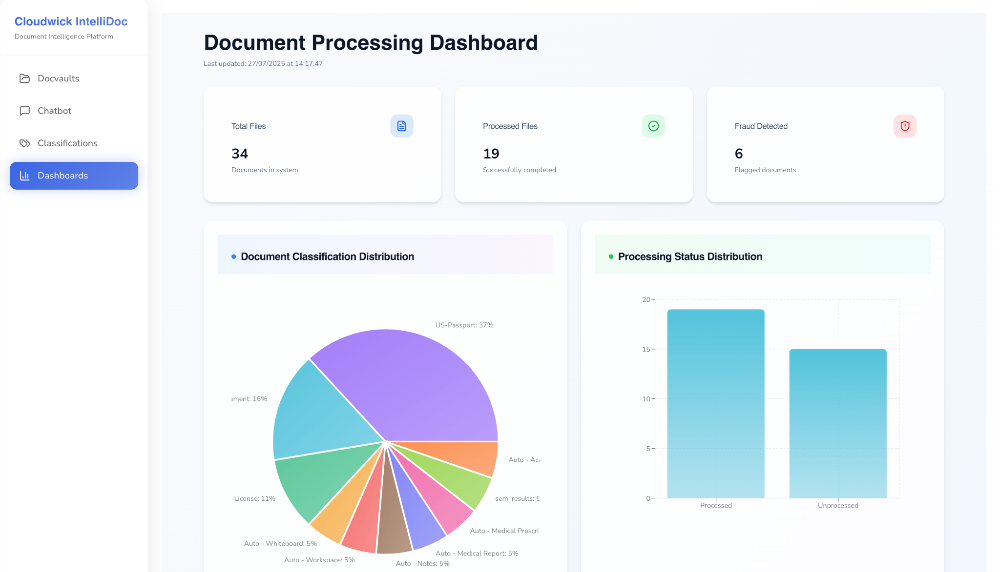 Cloudwick IntelliDoc
Document Intelligence Platform
Docvaults
Chatbot
Classifications
Dashboards
Document Processing Dashboard
Last updated: 27/07/2025 at 14:17:47
Total Files
34
Documents in system
Processed Files
19
Successfully completed
Fraud Detected
6
Flagged documents
Document Classification Distribution
US-Passport: 37%
ement: 16%
-License: 11%
Auto - Whiteboard: 5%
Auto - Workspace: 5%
Auto - Notes: 5%
Auto - Medical Report: 5%
Auto - Medical Prescri
sem_results: 5
Auto - Aca
Processing Status Distribution
20
15
10
5
0
Processed
Unprocessed